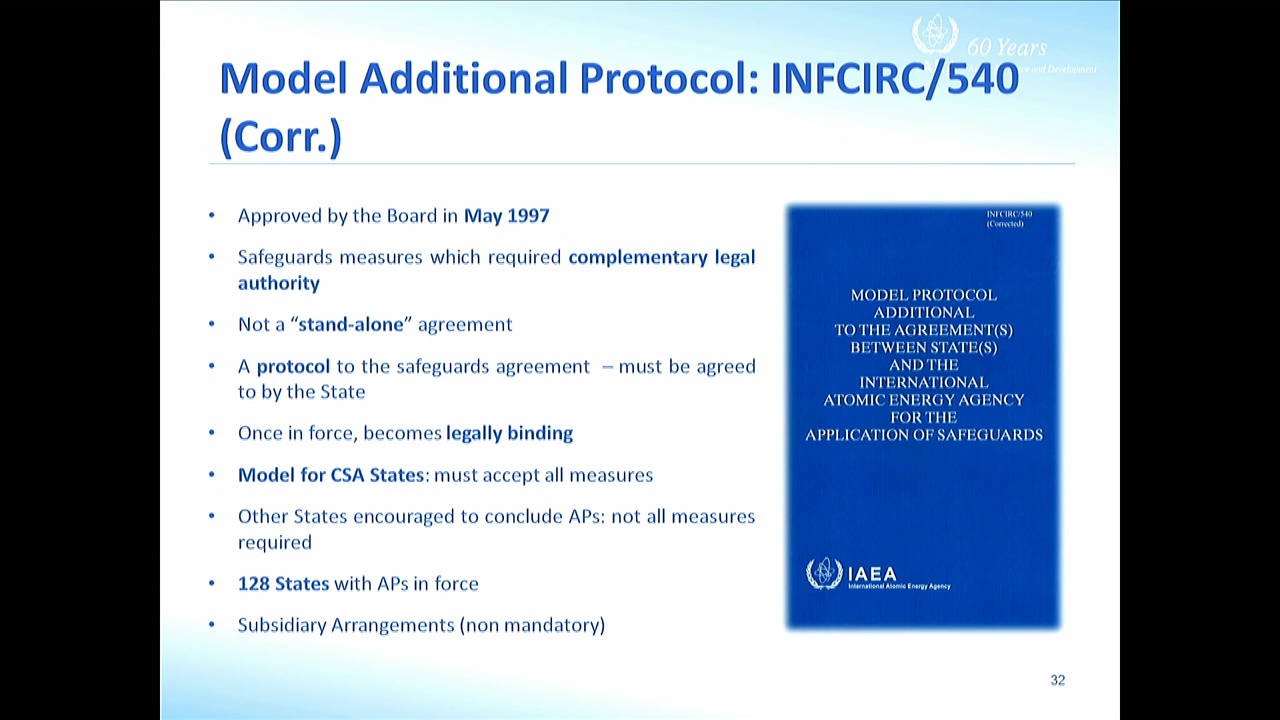 60 Years
and Development
Model Additional Protocol: INFCIRC/540
(Corr.)
• Approved by the Board in May 1997
• Safeguards measures which required complementary legal
authority
• Not a “stand-alone” agreement
• A protocol to the safeguards agreement – must be agreed
to by the State
• Once in force, becomes legally binding
• Model for CSA States: must accept all measures
• Other States encouraged to conclude APs: not all measures
required
• 128 States with APs in force
• Subsidiary Arrangements (non mandatory)
INFCIRC/540
(Corrected)
MODEL PROTOCOL
ADDITIONAL
TO THE AGREEMENT(S)
BETWEEN STATE(S)
AND THE
INTERNATIONAL
ATOMIC ENERGY AGENCY
FOR THE
APPLICATION OF SAFEGUARDS
IAEA
International Atomic Energy Agency
32